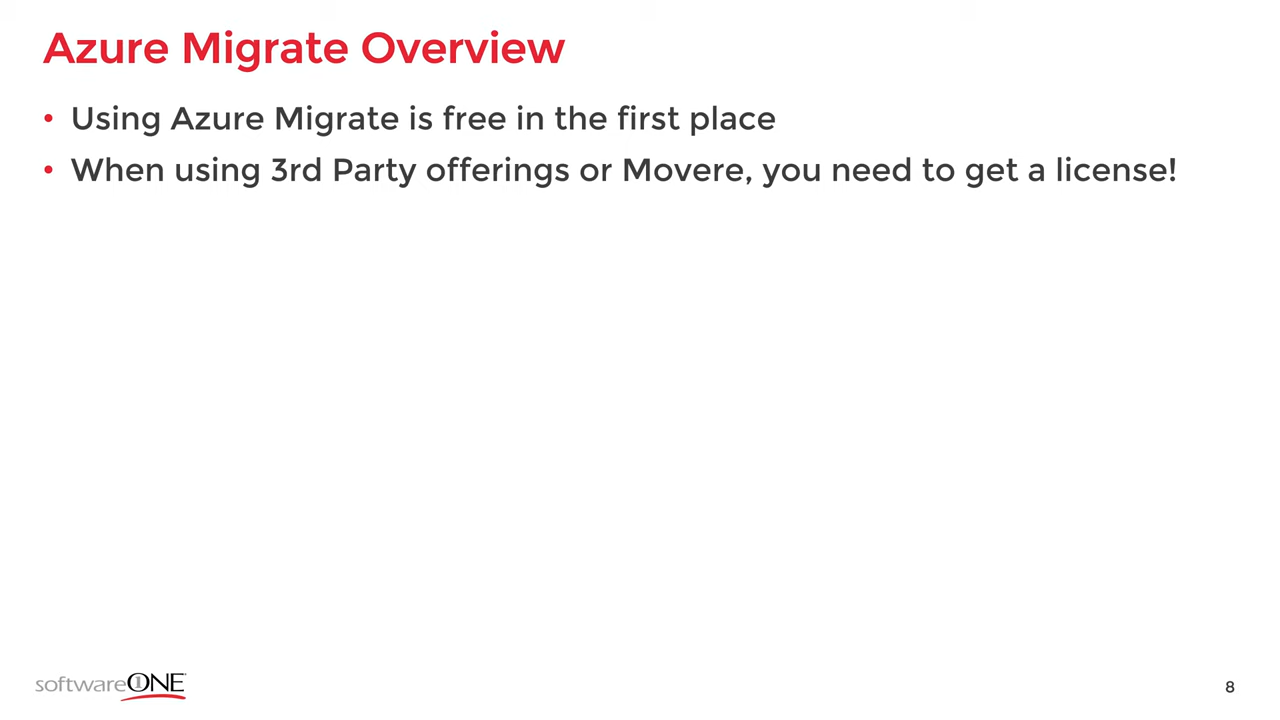 Azure Migrate Overview
• Using Azure Migrate is free in the first place
• When using 3rd Party offerings or Movere, you need to get a license!
softwareONE
8